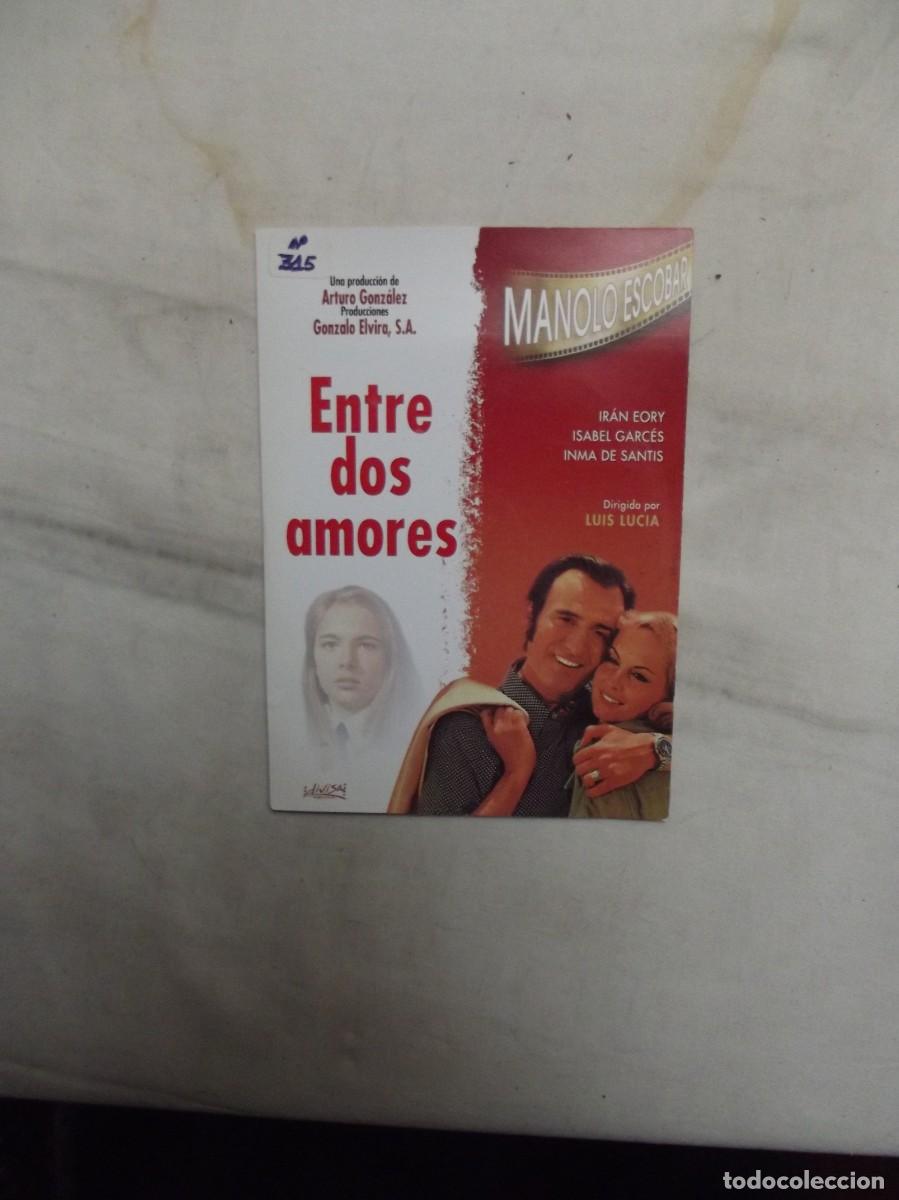 Nº
315
Una producción de
Arturo González
Producciones
Gonzalo Elvira, S.A.
MANOLO ESCOBAR
Entre
dos
amores
IRÁN EORY
ISABEL GARCÉS
INMA DE SANTIS
Dirigida por
LUIS LUCIA
divisa
todocoleccion